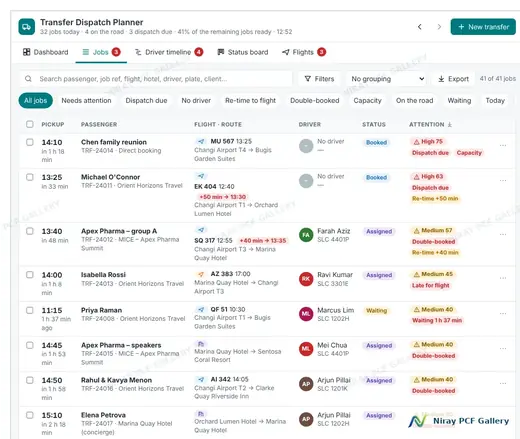 Transfer Dispatch Planner
32 jobs today · 4 on the road · 3 dispatch due · 41% of the remaining jobs ready · 12:52
+ New transfer
Dashboard
Jobs 3
Driver timeline 4
Status board
Flights 3
Search passenger, job ref, flight, hotel, driver, plate, client...
Filters
No grouping
Export
41 of 41 jobs
All jobs
Needs attention
Dispatch due
No driver
Re-time to flight
Double-booked
Capacity
On the road
Waiting
Today
PICKUP PASSENGER FLIGHT · ROUTE DRIVER STATUS ATTENTION
14:10 Chen family reunion MU 567 13:25 No driver Booked High 75
in 1 h 18 min
TRF-24014 · Direct booking
Changi Airport T4 → Bugis Garden Suites
—
Dispatch due Capacity
13:25 Michael O'Connor EK 404 12:40 No driver Booked High 63
in 33 min
TRF-24011 · Orient Horizons Travel
+50 min → 13:30
Changi Airport T1 → Orchard Lumen Hotel
—
Dispatch due
Re-time +50 min
13:40 Apex Pharma – group A SQ 317 12:55 +40 min → 13:35 Farah Aziz Assigned Medium 57
in 48 min
TRF-24012 · MICE – Apex Pharma Summit
Changi Airport T3 → Marina Quay Hotel
FA
SLC 4401P
Double-booked
Re-time +40 min
14:00 Isabella Rossi AZ 383 17:00 Ravi Kumar Assigned Medium 45
in 1 h 8 min
TRF-24013 · Orient Horizons Travel
Marina Quay Hotel → Changi Airport T3
RK
SLC 3301E
Late for flight
11:15 Priya Raman QF 51 10:30 Marcus Lim Waiting Medium 40
1 h 37 min ago
TRF-24008 · Orient Horizons Travel
Changi Airport T1 → Bugis Garden Suites
ML
SLC 1202H
Waiting 1 h 37 min
14:45 Apex Pharma – speakers Marina Quay Hotel → Sentosa Coral Resort Mei Chua Assigned Medium 40
in 1 h 53 min
TRF-24015 · MICE – Apex Pharma Summit
MC
SLC 4401P
Double-booked
14:50 Rahul & Kavya Menon AI 342 14:05 Arjun Pillai Assigned Medium 40
in 1 h 58 min
TRF-24016 · Orient Horizons Travel
Changi Airport T2 → Clarke Quay Riverside Inn
AP
SLC 1201K
Double-booked
15:10 Elena Petrova Orchard Lumen Hotel → Marina Quay Hotel Arjun Pillai Assigned
in 2 h 18 min
TRF-24017 · Marina Quay Hotel (concierge)
AP
SLC 1202H
Niray PCF Gallery